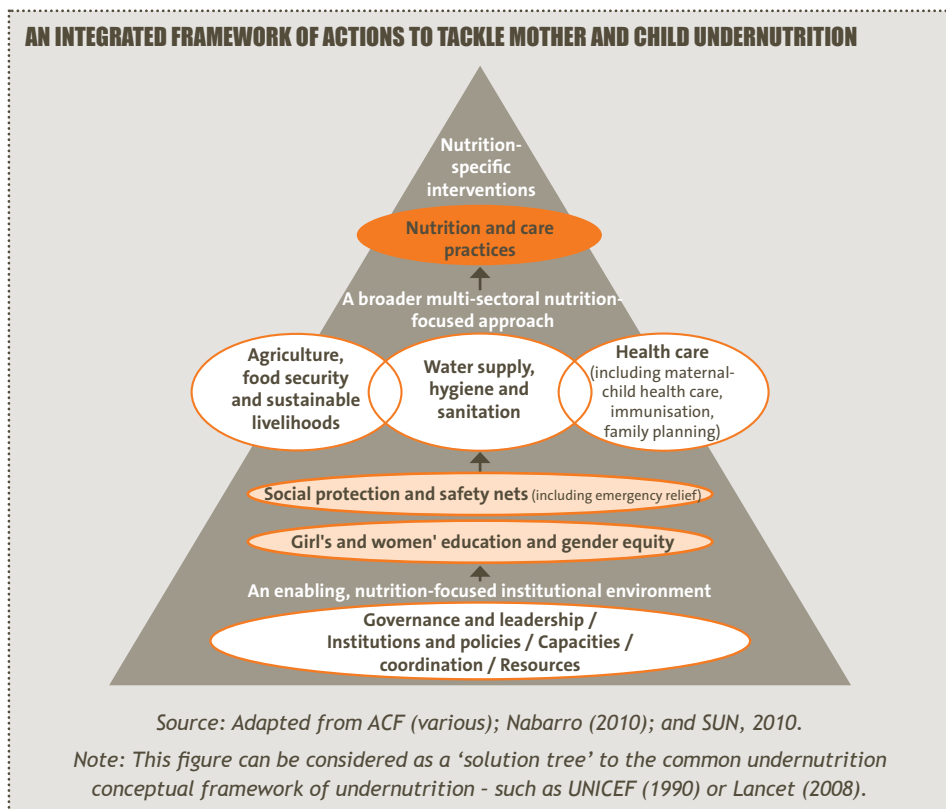 AN INTEGRATED FRAMEWORK OF ACTIONS TO TACKLE MOTHER AND CHILD UNDERNUTRITION
Nutrition-
specific
interventions
Nutrition and care
practices
A broader multi-sectoral nutrition-
focused approach
Agriculture,
food security
and sustainable
livelihoods
Water supply,
hygiene and
sanitation
Health care
(including maternal-
child health care,
immunisation,
family planning)
Social protection and safety nets (including emergency relief)
Girl's and women' education and gender equity
An enabling, nutrition-focused institutional environment
Governance and leadership /
Institutions and policies / Capacities /
coordination / Resources
Source: Adapted from ACF (various); Nabarro (2010); and SUN, 2010.
Note: This figure can be considered as a ‘solution tree’ to the common undernutrition
conceptual framework of undernutrition - such as UNICEF (1990) or Lancet (2008).